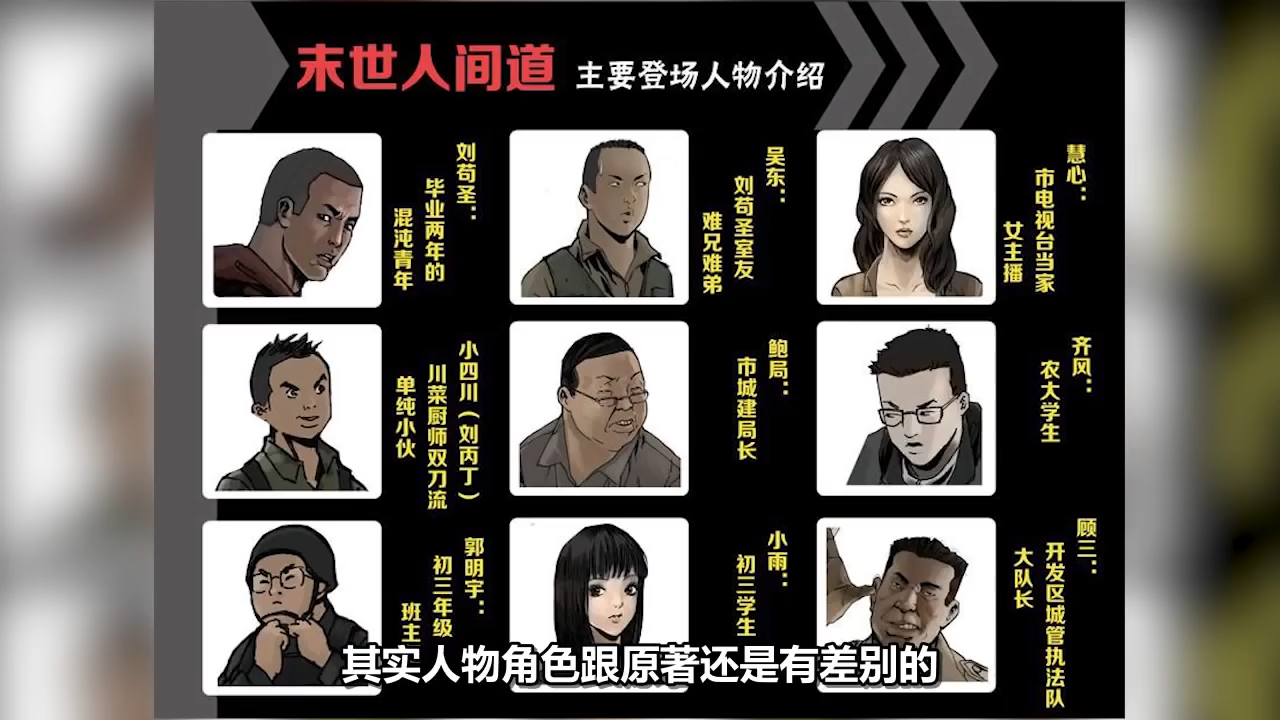 末世人间道 主要登场人物介绍
刘苟圣：
毕业两年的
混沌青年
吴东：
刘苟圣室友
难兄难弟
慧心：
市电视台当家
女主播
小四川（刘丙丁）
川菜厨师双刀流
单纯小伙
鲍局：
市城建局长
齐风：
农大学生
郭明宇：
初三年级
班主
小雨：
初三学生
顾三：
开发区城管执法队
大队长
其实人物角色跟原著还是有差别的